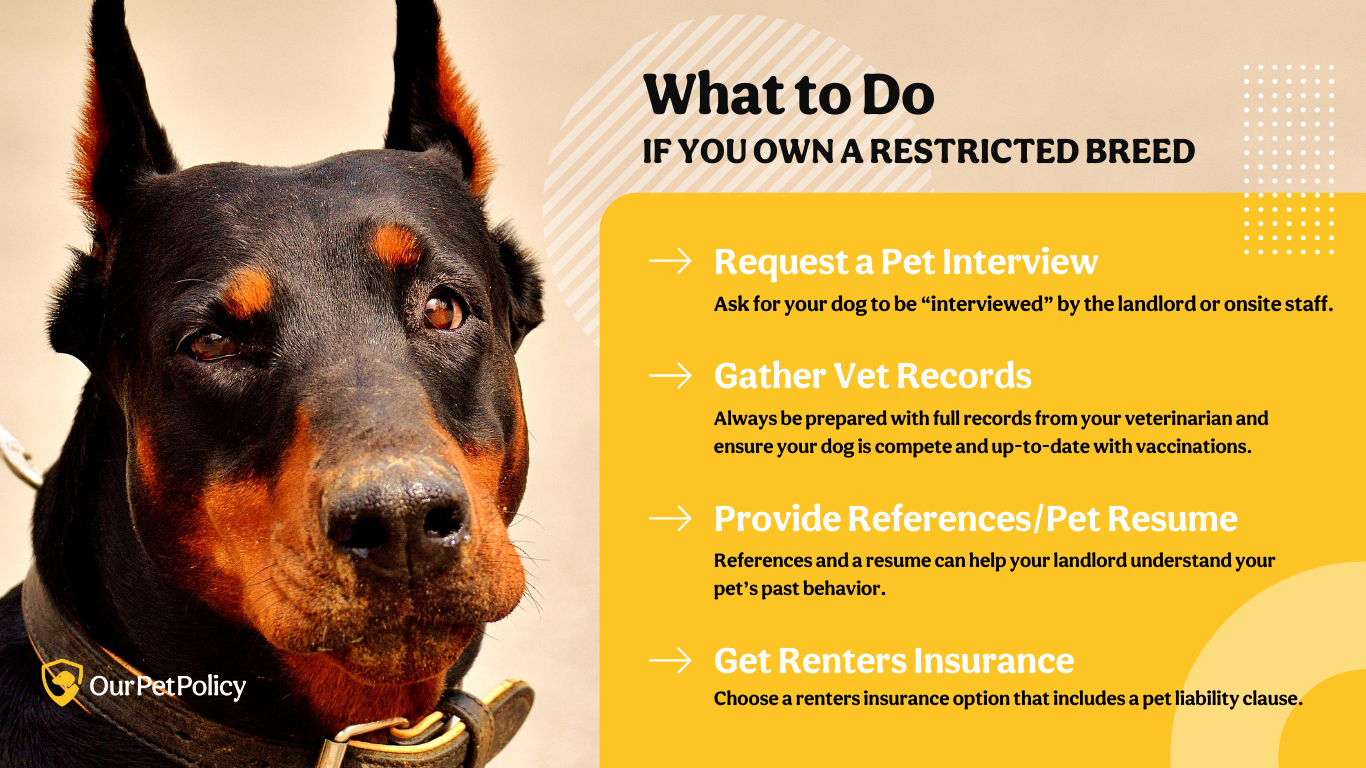 What to Do
IF YOU OWN A RESTRICTED BREED
Request a Pet Interview
Ask for your dog to be “interviewed” by the landlord or onsite staff.
Gather Vet Records
Always be prepared with full records from your veterinarian and
ensure your dog is compete and up-to-date with vaccinations.
Provide References/Pet Resume
References and a resume can help your landlord understand your
pet’s past behavior.
Get Renters Insurance
Choose a renters insurance option that includes a pet liability clause.
OurPetPolicy